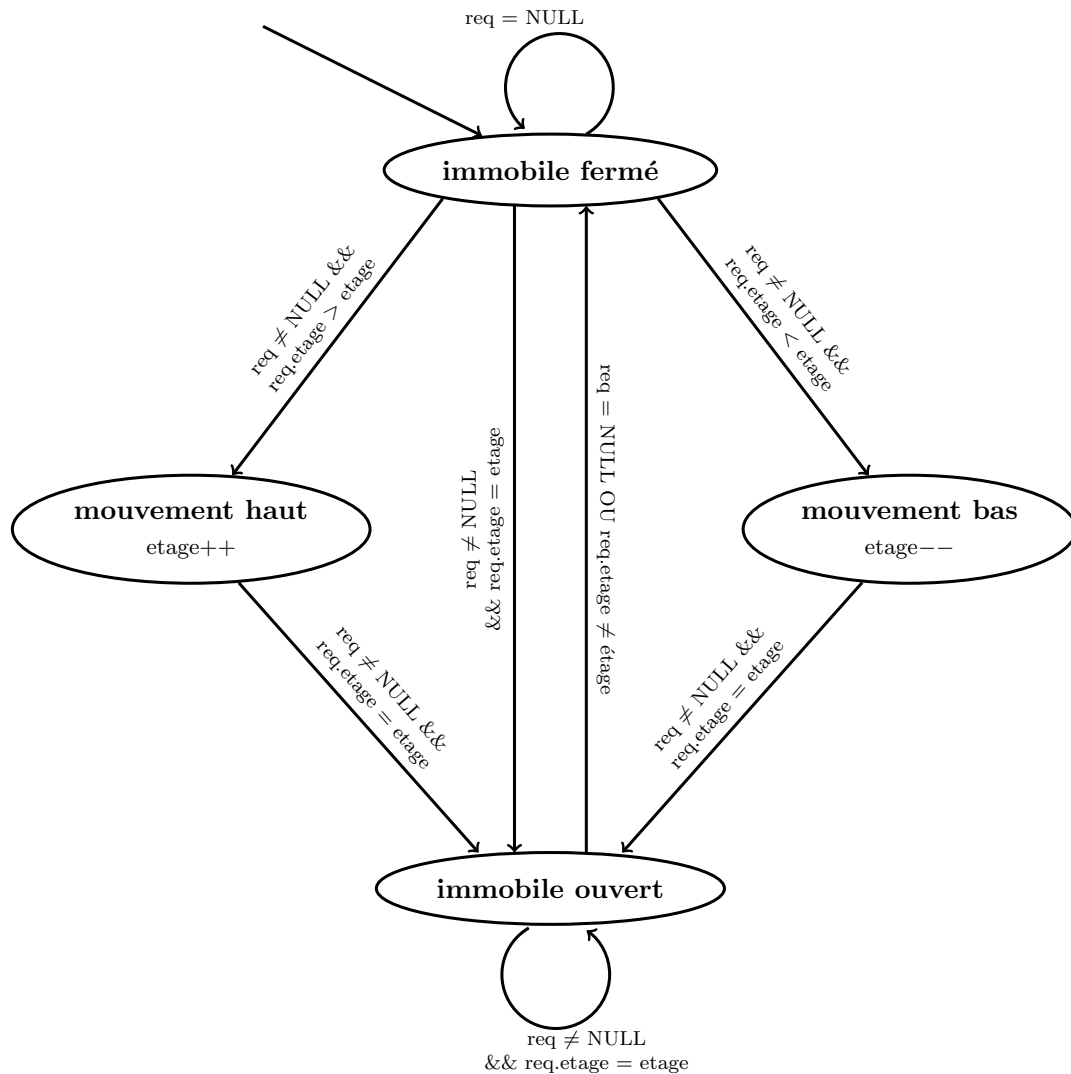 req = NULL
immobile fermé
req ≠ NULL &&
req.etage > etage
req ≠ NULL &&
req.etage < etage
req ≠ NULL
&& req.etage = etage
req = NULL OU req.etage ≠ étage
mouvement haut
etage++
mouvement bas
etage−−
req ≠ NULL &&
req.etage = etage
req ≠ NULL &&
req.etage = etage
immobile ouvert
req ≠ NULL
&& req.etage = etage